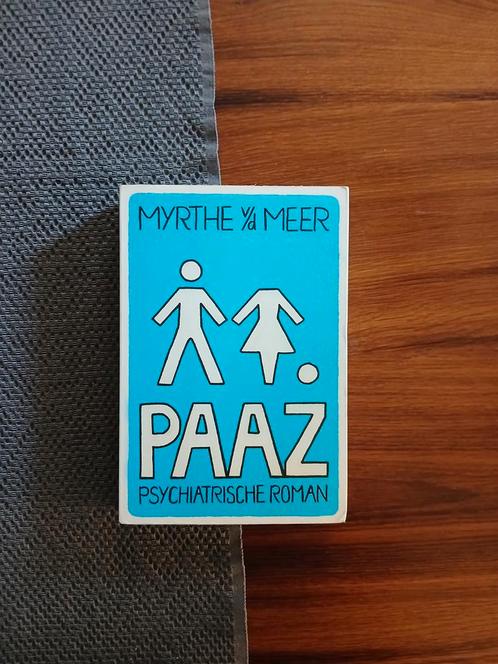 MYRTHE v/d MEER
PAAZ
PSYCHIATRISCHE ROMAN